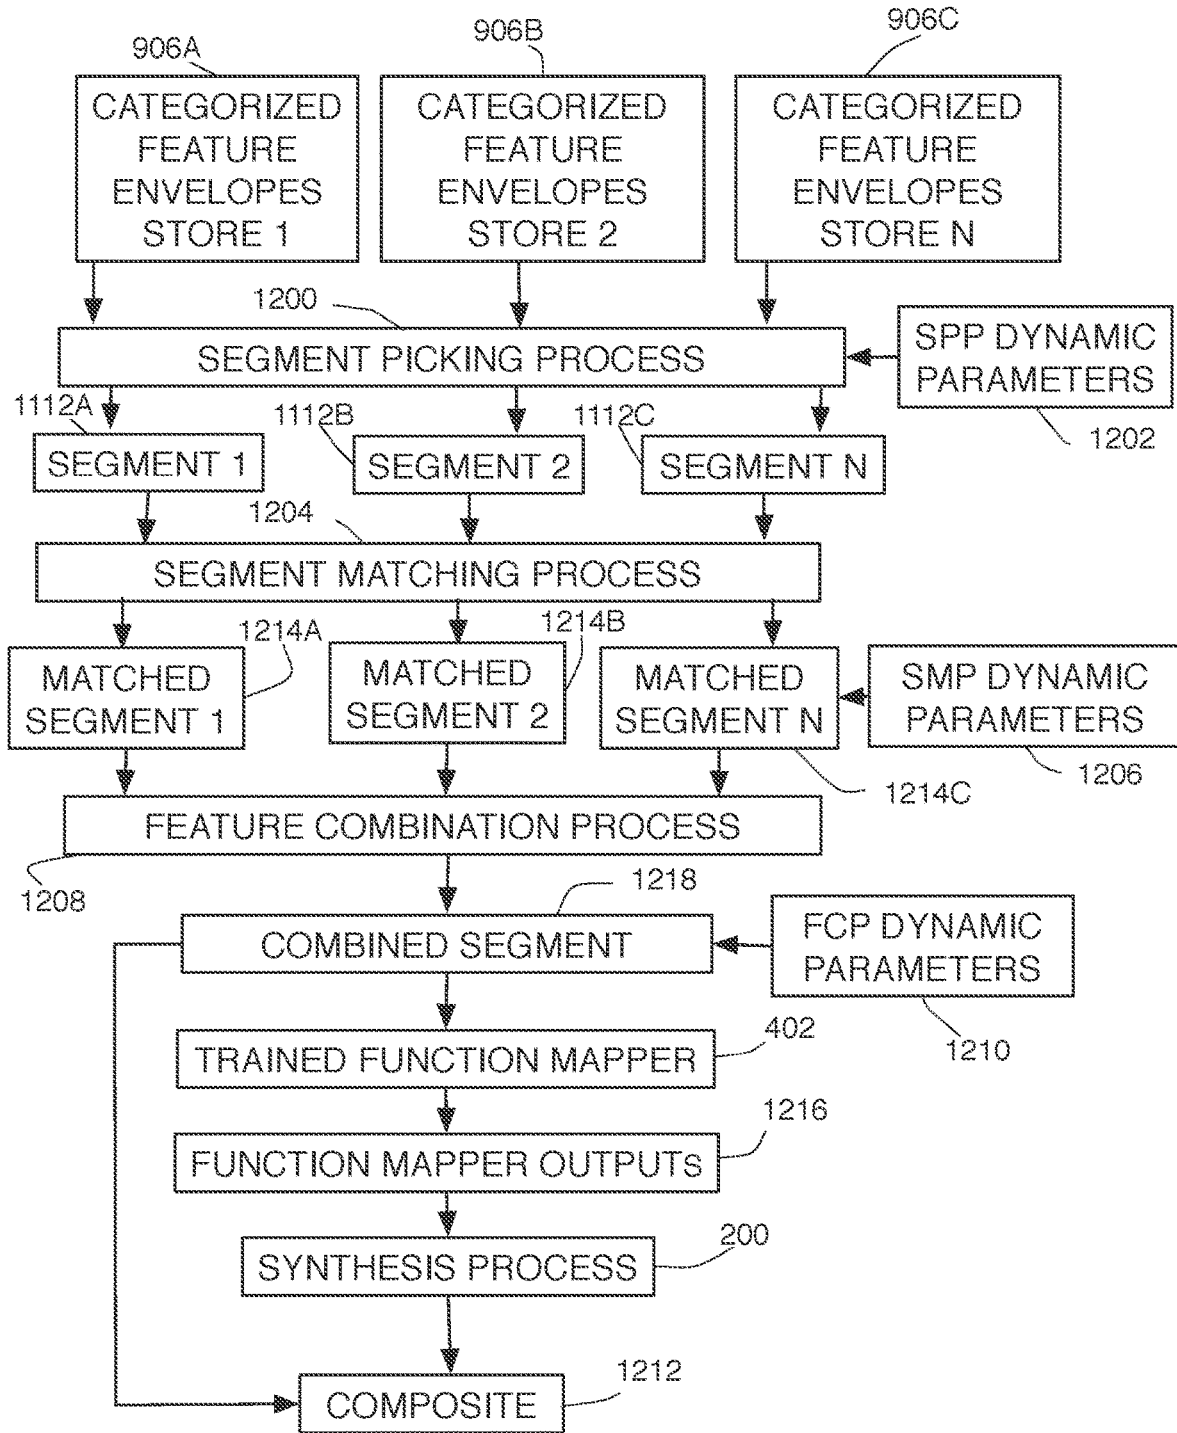 906A
906B
906C
CATEGORIZED
FEATURE
ENVELOPES
STORE 1
CATEGORIZED
FEATURE
ENVELOPES
STORE 2
CATEGORIZED
FEATURE
ENVELOPES
STORE N
1200
SEGMENT PICKING PROCESS
SPP DYNAMIC
PARAMETERS
1202
1112A
1112B
1112C
SEGMENT 1
SEGMENT 2
SEGMENT N
1204
SEGMENT MATCHING PROCESS
1214A
1214B
MATCHED
SEGMENT 1
MATCHED
SEGMENT 2
MATCHED
SEGMENT N
SMP DYNAMIC
PARAMETERS
1206
1214C
FEATURE COMBINATION PROCESS
1208
1218
COMBINED SEGMENT
FCP DYNAMIC
PARAMETERS
1210
402
TRAINED FUNCTION MAPPER
1216
FUNCTION MAPPER OUTPUTs
200
SYNTHESIS PROCESS
1212
COMPOSITE